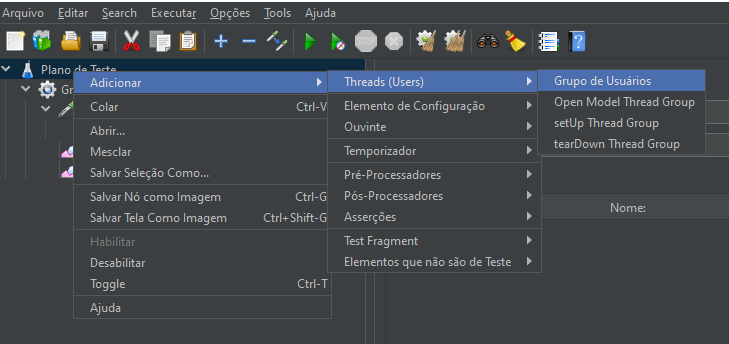 Arquivo Editar Search Executar Opções Tools Ajuda
Plano de Teste
Gr
Adicionar
Colar Ctrl-V
Abrir...
Mesclar
Salvar Seleção Como...
Salvar Nó como Imagem Ctrl-G
Salvar Tela Como Imagem Ctrl+Shift-G
Habilitar
Desabilitar
Toggle Ctrl-T
Ajuda
Threads (Users)
Elemento de Configuração
Ouvinte
Temporizador
Pré-Processadores
Pós-Processadores
Asserções
Test Fragment
Elementos que não são de Teste
Grupo de Usuários
Open Model Thread Group
setUp Thread Group
tearDown Thread Group
Nome: